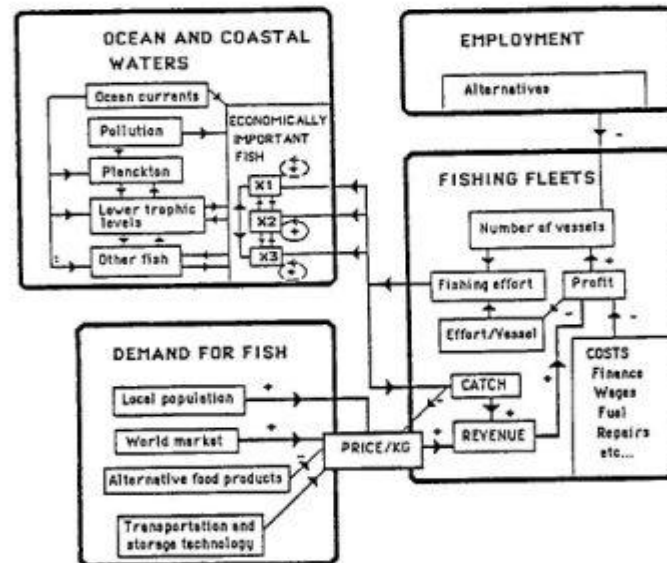 OCEAN AND COASTAL
WATERS
Ocean currents
Pollution
Planckton
Lower trophic
levels
Other fish
ECONOMICALLY
IMPORTANT
FISH
X1
X2
X3
EMPLOYMENT
Alternatives
-
FISHING FLEETS
Number of vessels
+
Fishing effort
Profit
-
-
Effort/Vessel
COSTS
Finance
Wages
Fuel
Repairs
etc...
+
CATCH
-
+
REVENUE
DEMAND FOR FISH
Local population
+
World market
+
PRICE/KG
+
-
Alternative food products
Transportation and
storage technology